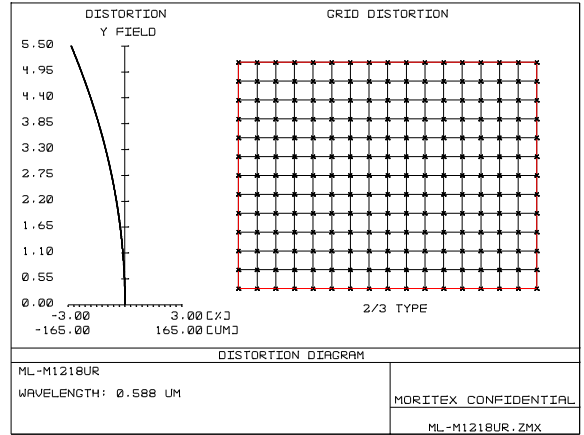 DISTORTION
Y FIELD
5.50
4.95
4.40
3.85
3.30
2.75
2.20
1.65
1.10
0.55
0.00
-3.00 3.00 [%]
-165.00 165.00 [UM]
GRID DISTORTION
2/3 TYPE
DISTORTION DIAGRAM
ML-M1218UR
WAVELENGTH: 0.588 UM
MORITEX CONFIDENTIAL
ML-M1218UR.ZMX